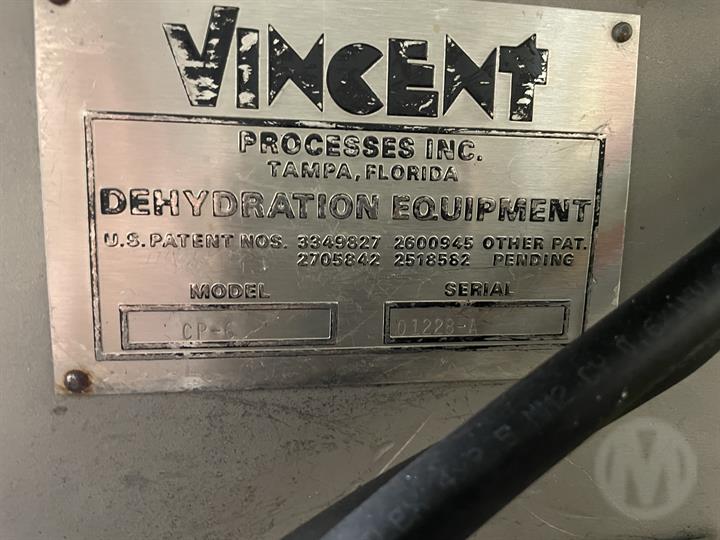 VINCENT
PROCESSES INC.
TAMPA, FLORIDA
DEHYDRATION EQUIPMENT
U.S. PATENT NOS. 3349827 2600945 OTHER PAT.
2705842 2518582 PENDING
MODEL SERIAL
CP-6 01228-A
M